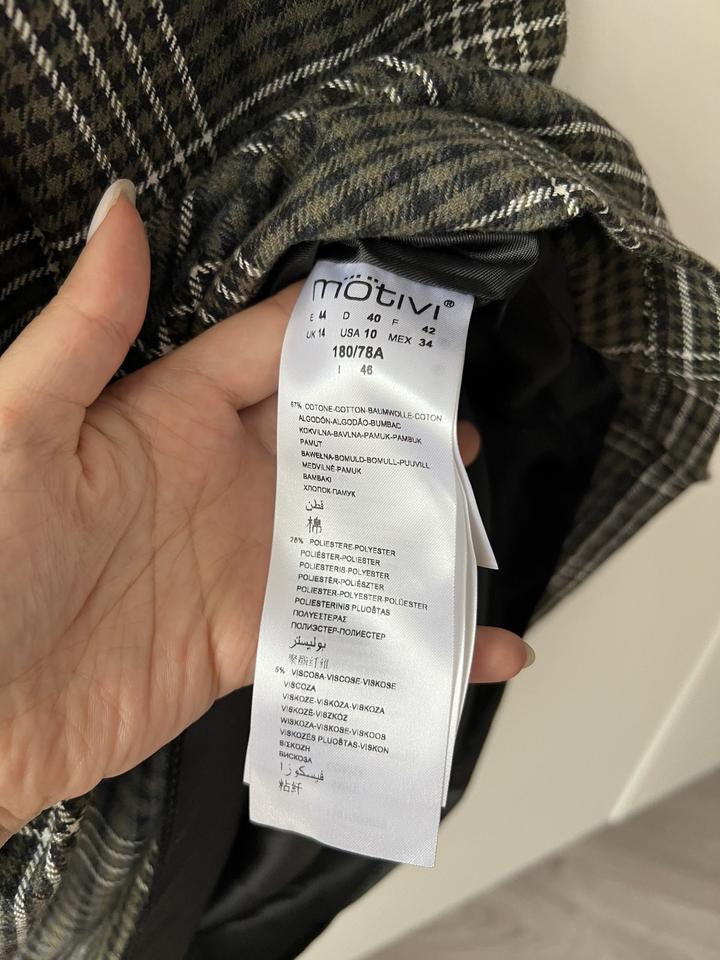 mötivi®
E 44 D 40 F 42
UK 14 USA 10 MEX 34
180/78A
I 46
67% COTONE-COTTON-BAUMWOLLE-COTON
ALGODÓN-ALGODÃO-BUMBAC
KOKVILNA-BAVLNA-PAMUK-PAMBUK
PAMUT
BAWEŁNA-BOMULD-BOMULL-PUUVILL
MEDVILNĖ-PAMUK
BAMBAKI
ХЛОПОК-ПАМУК
قطن
棉
28% POLIESTERE-POLYESTER
POLIÉSTER-POLIESTER
POLIESTERIS-POLYESTER
POLIESTĒR-POLIÉSZTER
POLIESTER-POLYESTER-POLÜESTER
POLIESTERINIS PLUOŠTAS
ΠΟΛΥΕΣΤΕΡΑΣ
ПОЛИЭСТЕР-ПОЛИЕСТЕР
بوليستر
聚酯纤维
5% VISCOSA-VISCOSE-VISKOSE
VISCOZA
VISKOZE-VISKÓZA-VISKOZA
VISKOZĒ-VISZKÓZ
WISKOZA-VISKOSE-VISKOOS
VISKOZĖS PLUOŠTAS-VISKON
ΒΙΣΚΟΖΗ
ВИСКОЗА
فيسكوزا
粘纤